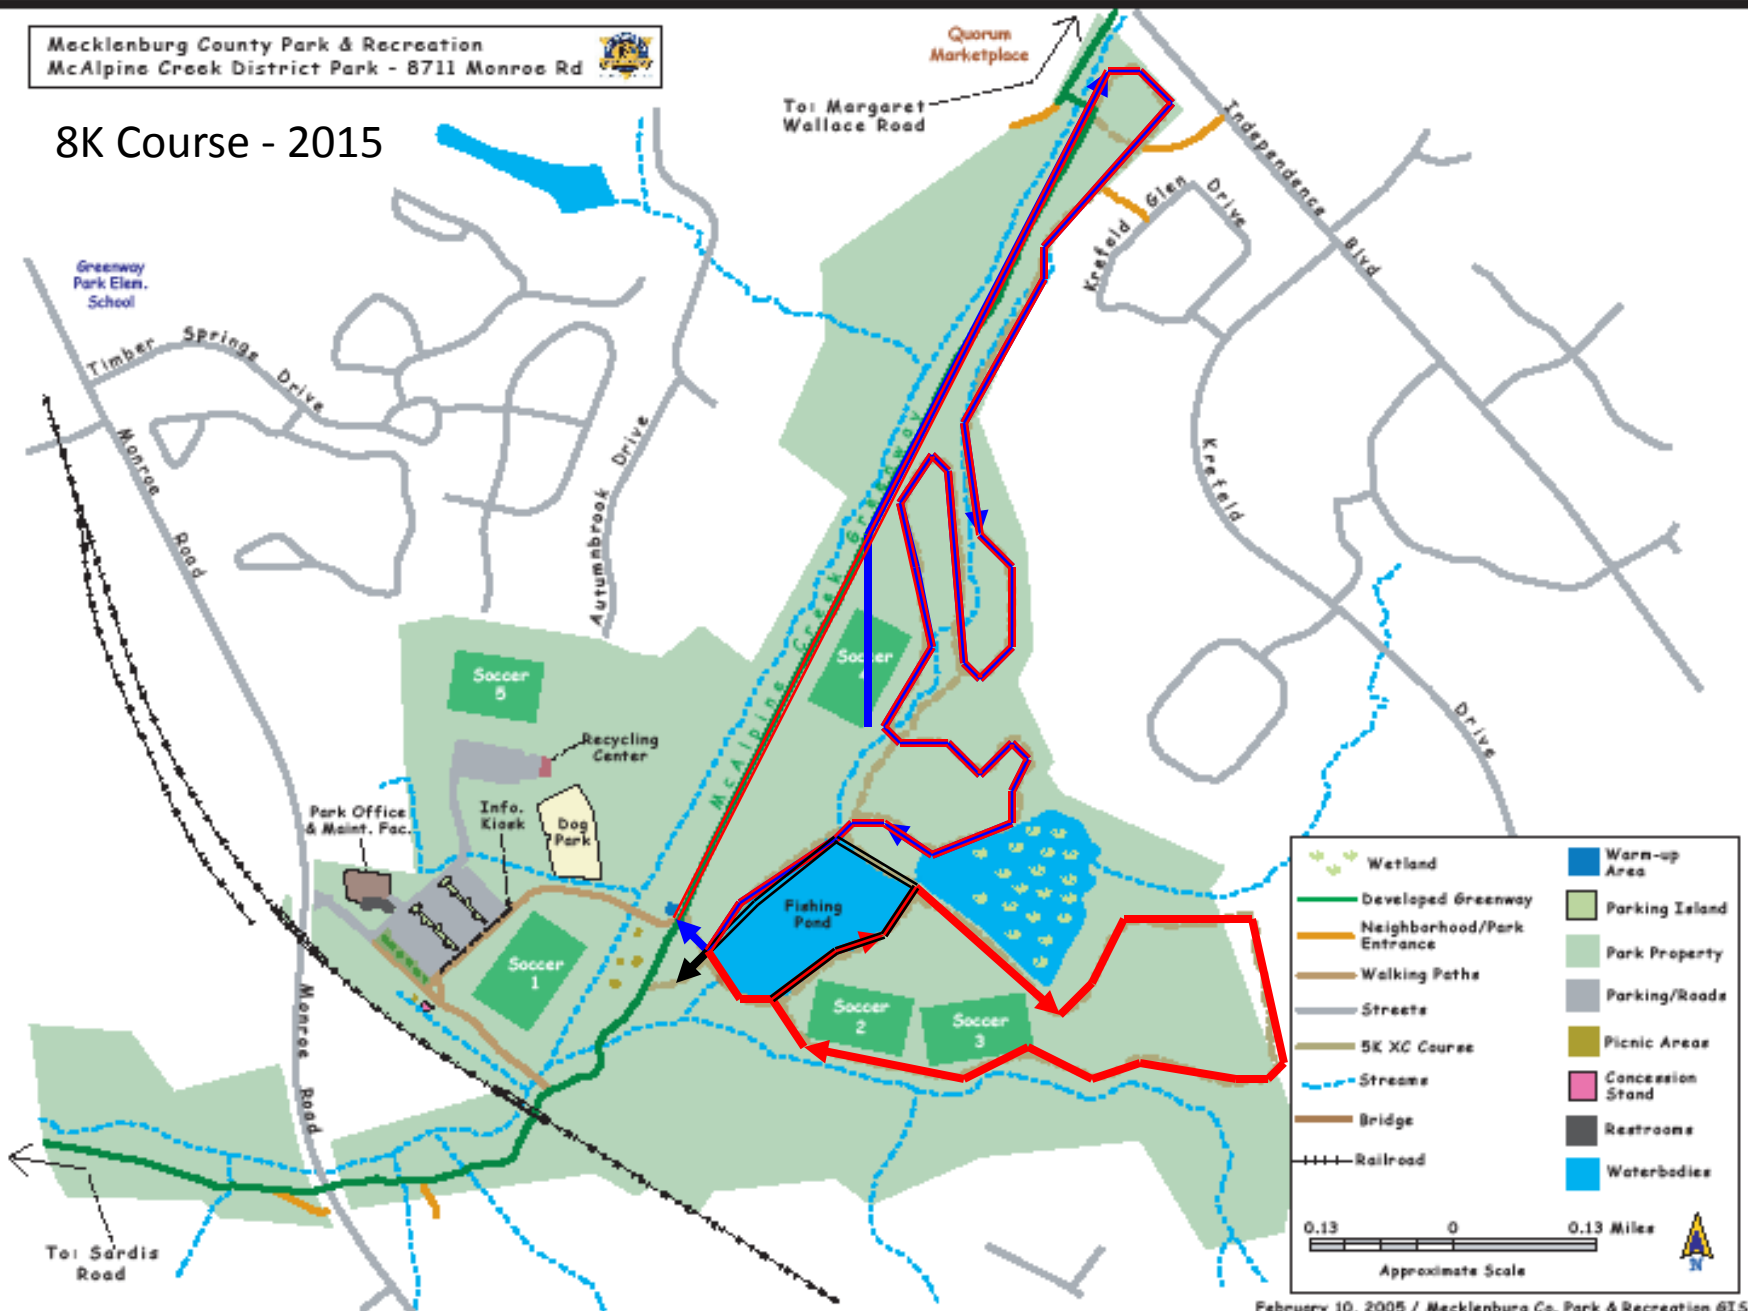 Mecklenburg County Park & Recreation
McAlpine Creek District Park - 8711 Monroe Rd
8K Course - 2015
Quorum
Marketplace
To: Margaret
Wallace Road
Independence
Blvd
Krefeld
Glen
Drive
Greenway
Park Elem.
School
Timber
Springs
Drive
Monroe
Road
Autumnbrook
Drive
McAlpine Creek Greenway
Krefeld
Drive
Soccer
5
Soccer
Recycling
Center
Park Office
& Maint. Fac.
Info.
Kiosk
Dog
Park
Fishing
Pond
Soccer
1
Soccer
2
Soccer
3
Monroe
Road
To: Sardis
Road
Wetland
Developed Greenway
Neighborhood/Park
Entrance
Walking Paths
Streets
5K XC Course
Streams
Bridge
Railroad
Warm-up
Area
Parking Island
Park Property
Parking/Roads
Picnic Areas
Concession
Stand
Restrooms
Waterbodies
0.13 0 0.13 Miles
Approximate Scale
N
February 10, 2005 / Mecklenburg Co. Park & Recreation GIS